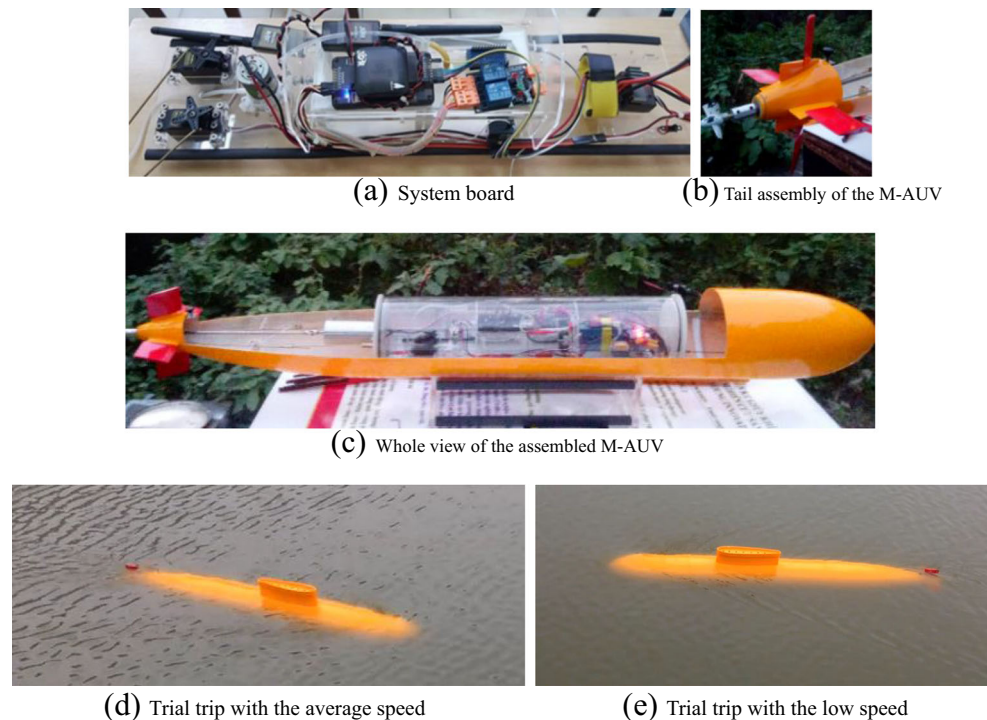 (a) System board
(b) Tail assembly of the M-AUV
(c) Whole view of the assembled M-AUV
(d) Trial trip with the average speed
(e) Trial trip with the low speed